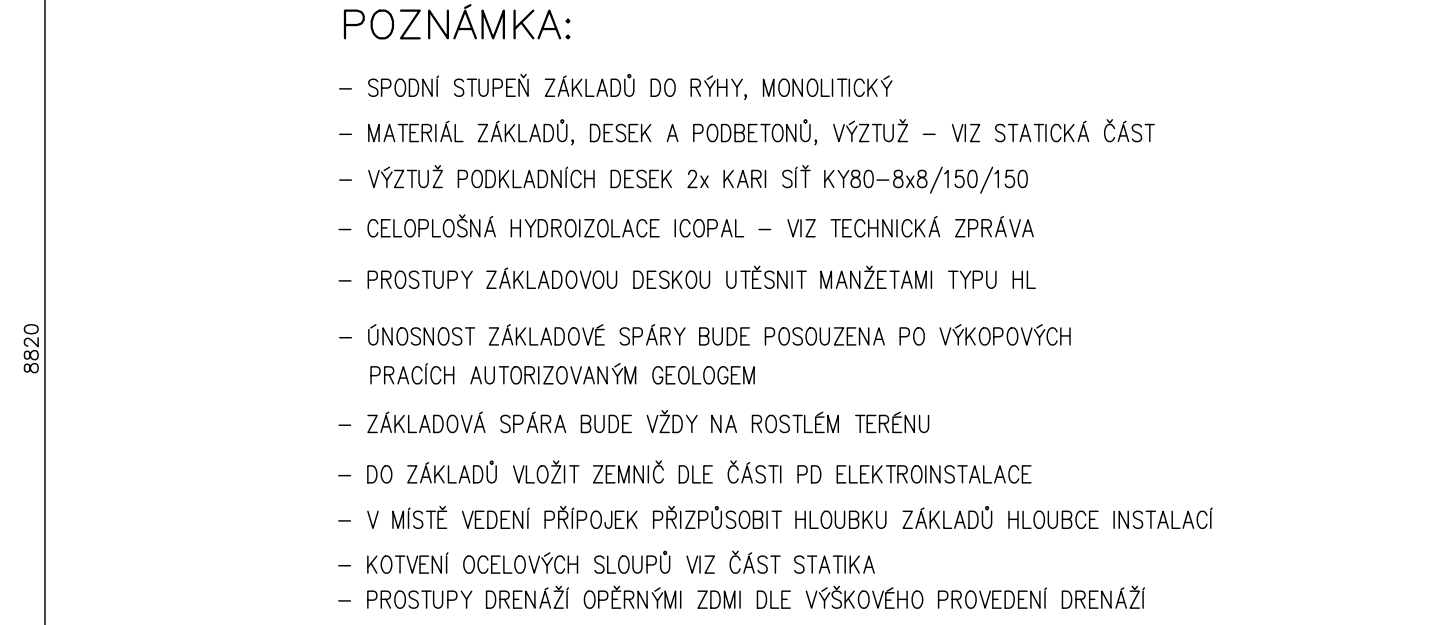 POZNÁMKA:
– SPODNÍ STUPEŇ ZÁKLADŮ DO RÝHY, MONOLITICKÝ
– MATERIÁL ZÁKLADŮ, DESEK A PODBETONŮ, VÝZTUŽ – VIZ STATICKÁ ČÁST
– VÝZTUŽ PODKLADNÍCH DESEK 2x KARI SÍŤ KY80–8x8/150/150
– CELOPLOŠNÁ HYDROIZOLACE ICOPAL – VIZ TECHNICKÁ ZPRÁVA
– PROSTUPY ZÁKLADOVOU DESKOU UTĚSNIT MANŽETAMI TYPU HL
– ÚNOSNOST ZÁKLADOVÉ SPÁRY BUDE POSOUZENA PO VÝKOPOVÝCH
PRACÍCH AUTORIZOVANÝM GEOLOGEM
– ZÁKLADOVÁ SPÁRA BUDE VŽDY NA ROSTLÉM TERÉNU
– DO ZÁKLADŮ VLOŽIT ZEMNIČ DLE ČÁSTI PD ELEKTROINSTALACE
– V MÍSTĚ VEDENÍ PŘÍPOJEK PŘIZPŮSOBIT HLOUBKU ZÁKLADŮ HLOUBCE INSTALACÍ
– KOTVENÍ OCELOVÝCH SLOUPŮ VIZ ČÁST STATIKA
– PROSTUPY DRENÁŽÍ OPĚRNÝMI ZDMI DLE VÝŠKOVÉHO PROVEDENÍ DRENÁŽÍ
8820